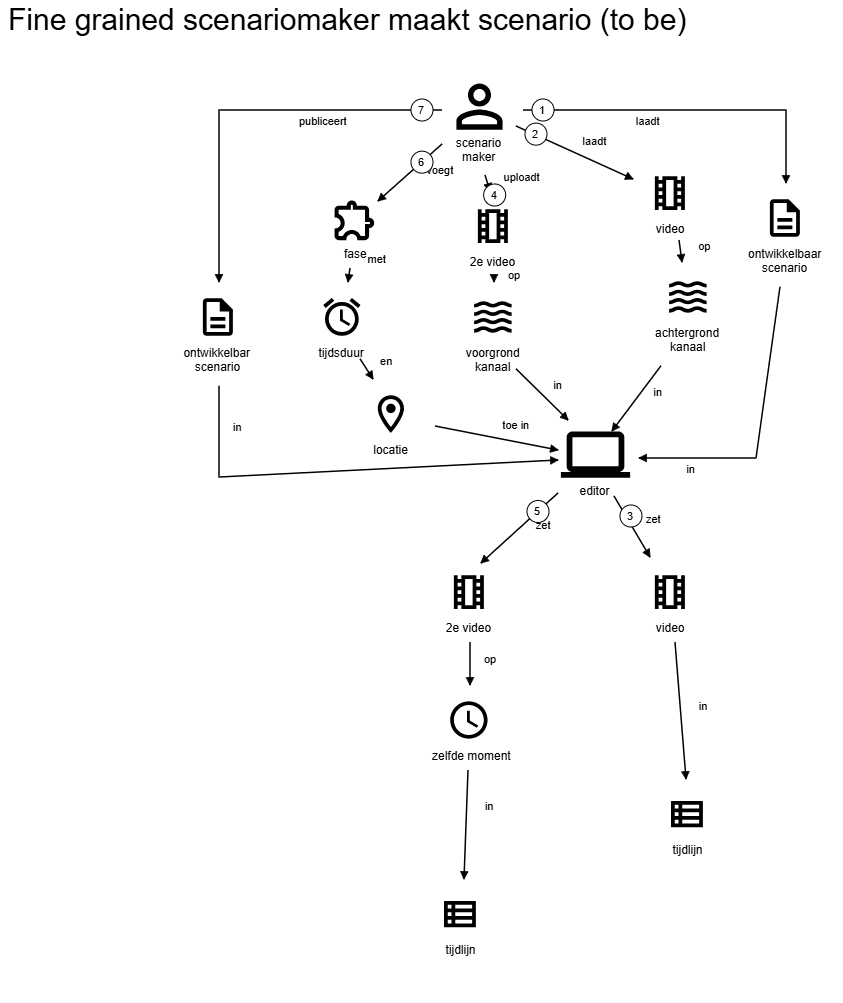 Fine grained scenariomaker maakt scenario (to be)
7
1
publiceert
laadt
2
laadt
scenario
maker
6
voegt
uploadt
4
video
op
fase
met
2e video
op
ontwikkelbaar
scenario
ontwikkelbar
scenario
tijdsduur
en
voorgrond
kanaal
achtergrond
kanaal
in
in
in
toe in
locatie
in
editor
5
zet
3
zet
2e video
video
op
in
zelfde moment
in
tijdlijn
tijdlijn